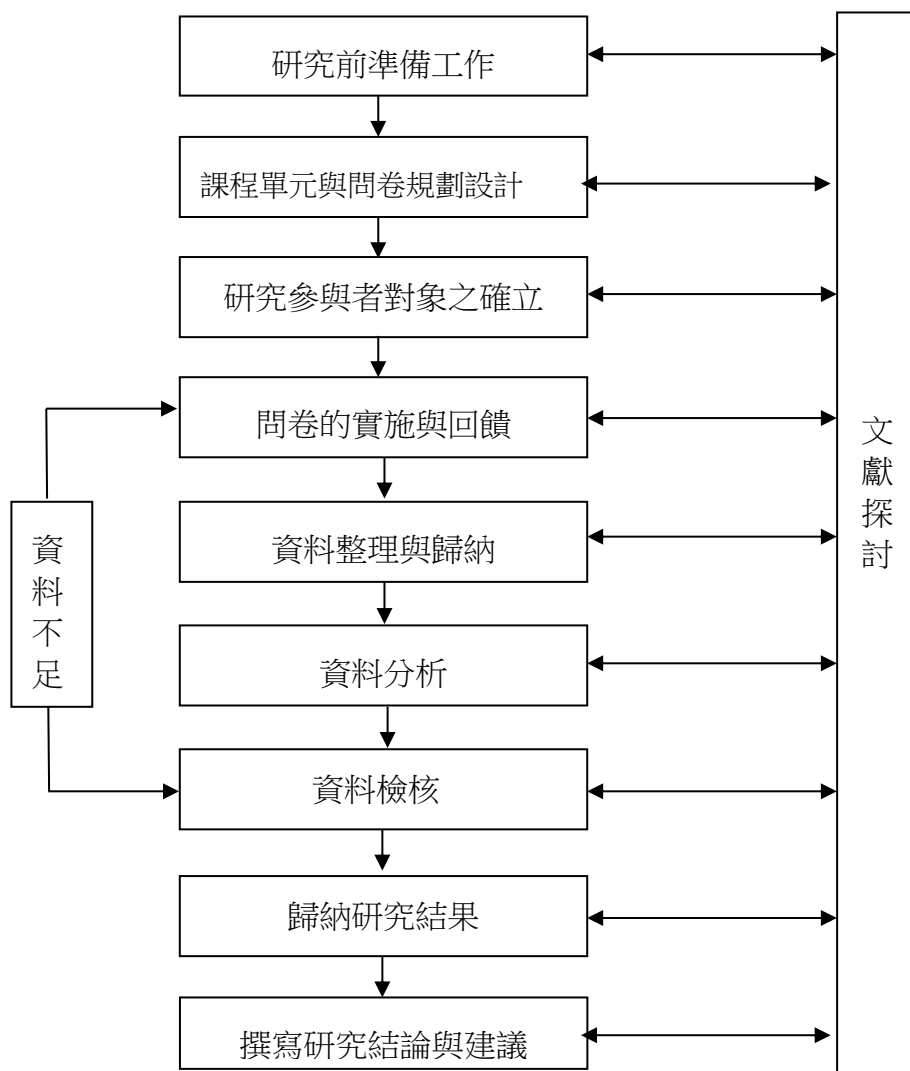 研究前準備工作
課程單元與問卷規劃設計
研究參與者對象之確立
問卷的實施與回饋
資料整理與歸納
資料分析
資料檢核
歸納研究結果
撰寫研究結論與建議
資料不足
文獻探討